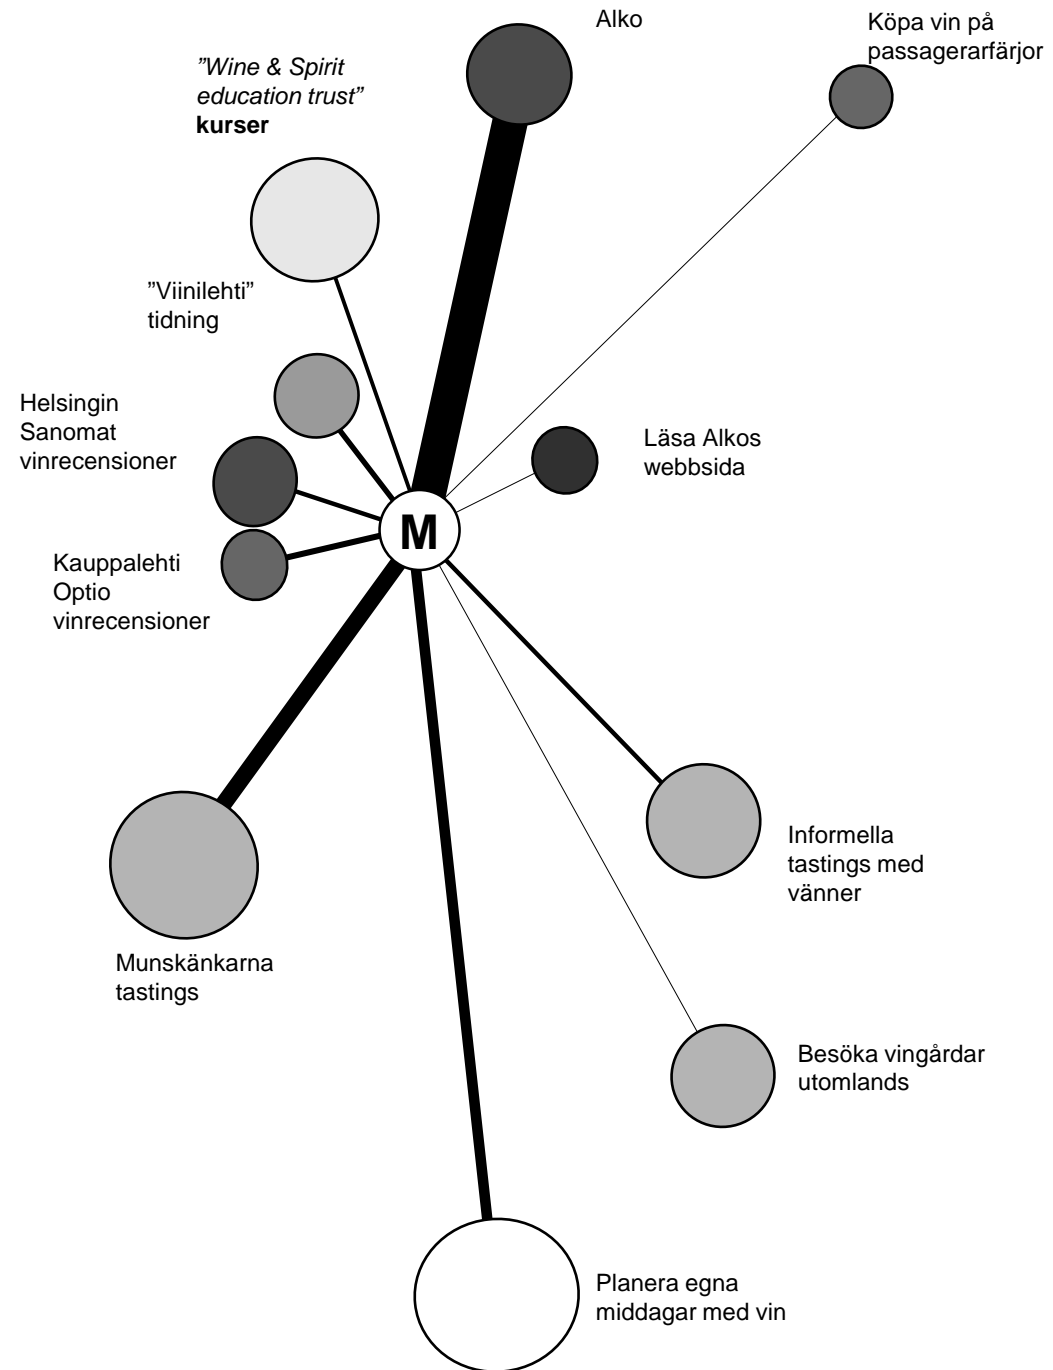 Alko
Köpa vin på
passagerarfärjor
”Wine & Spirit
education trust”
kurser
”Viinilehti”
tidning
Helsingin
Sanomat
vinrecensioner
Läsa Alkos
webbsida
M
Kauppalehti
Optio
vinrecensioner
Informella
tastings med
vänner
Munskänkarna
tastings
Besöka vingårdar
utomlands
Planera egna
middagar med vin